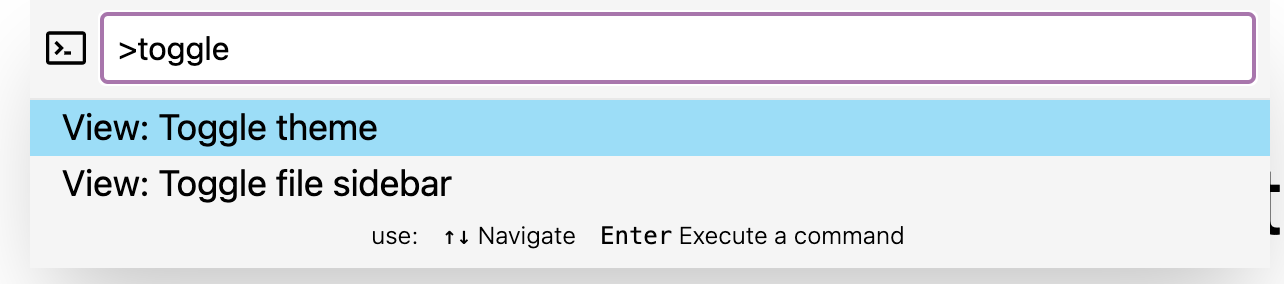 >toggle
View: Toggle theme
View: Toggle file sidebar
use: ↑↓ Navigate Enter Execute a command